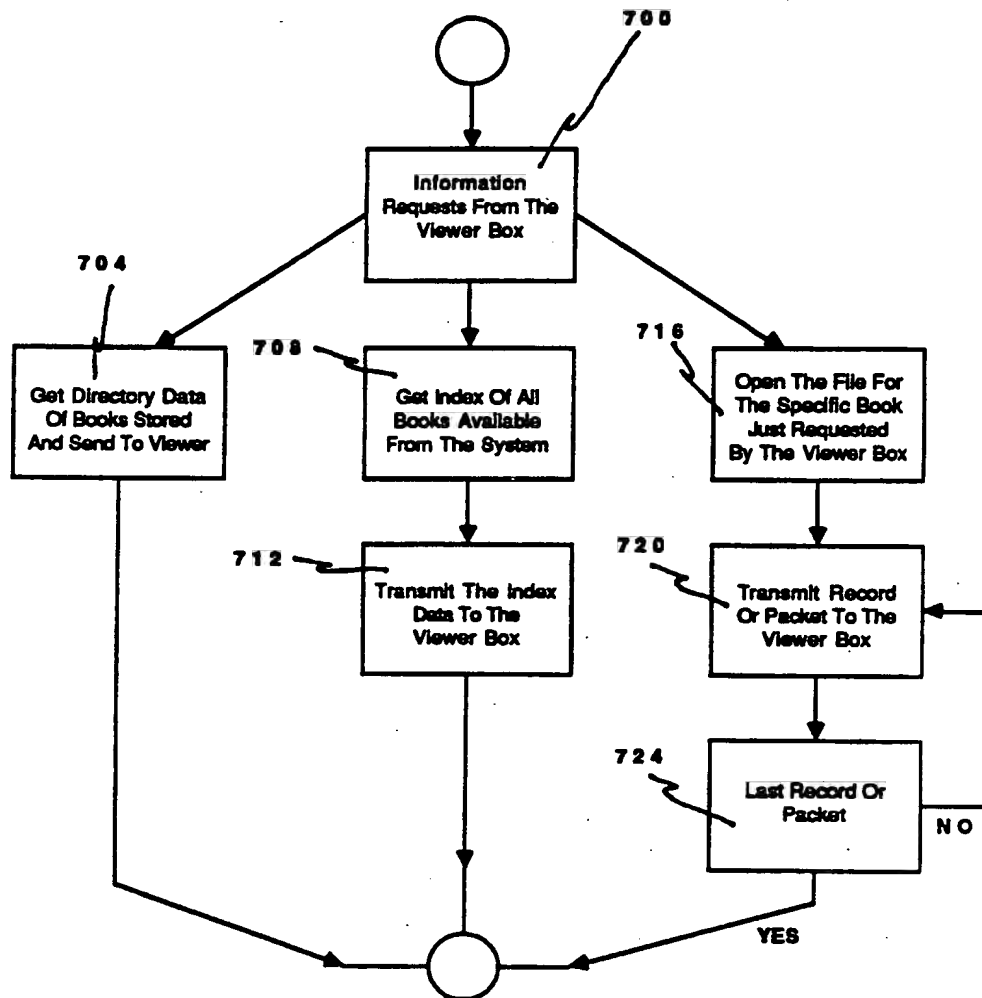 700
Information
Requests From The
Viewer Box
704
Get Directory Data
Of Books Stored
And Send To Viewer
708
Get Index Of All
Books Available
From The System
716
Open The File For
The Specific Book
Just Requested
By The Viewer Box
712
Transmit The Index
Data To The
Viewer Box
720
Transmit Record
Or Packet To The
Viewer Box
724
Last Record Or
Packet
NO
YES